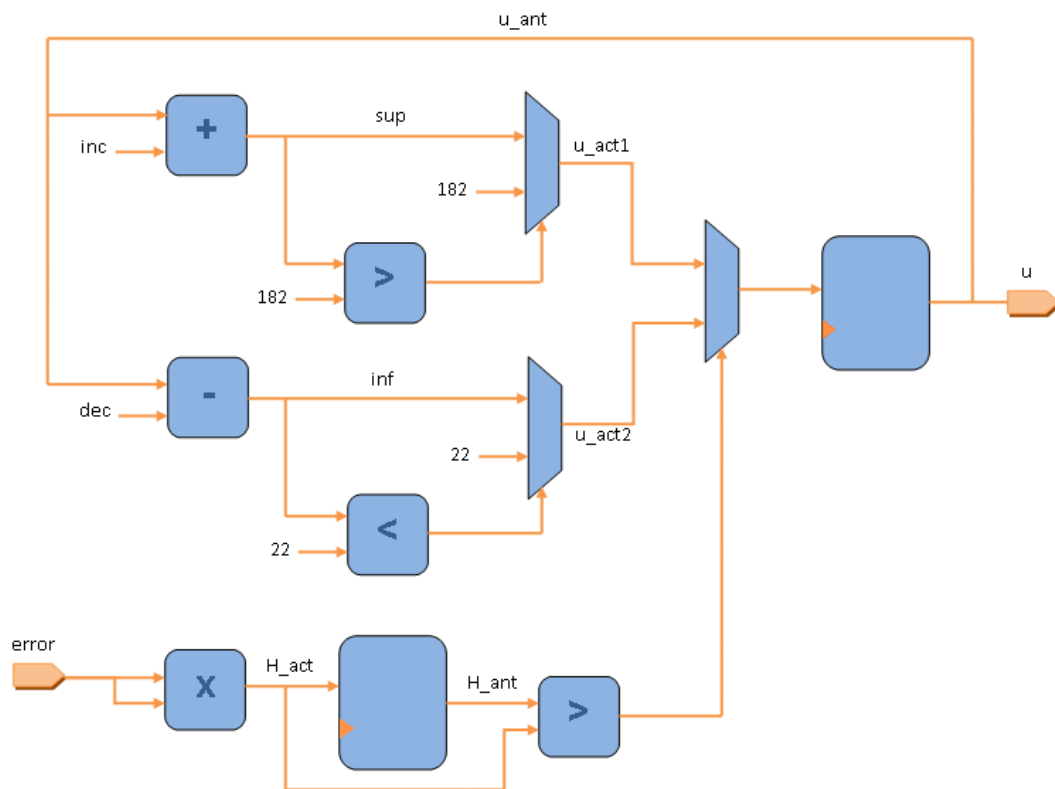 u_ant
+
inc
sup
182
u_act1
>
182
u
-
dec
inf
22
u_act2
<
22
error
X
H_act
H_ant
>